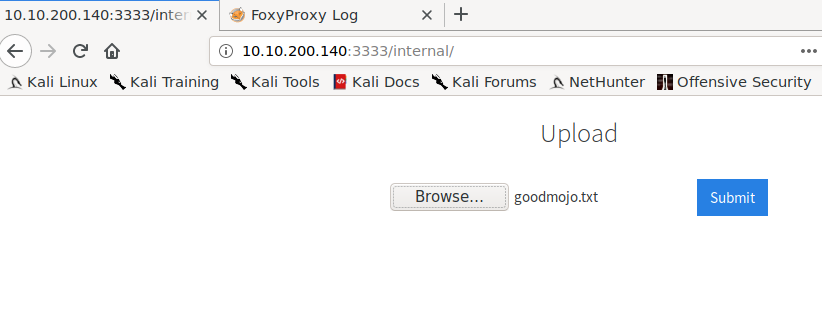 10.10.200.140:3333/inter
FoxyProxy Log
10.10.200.140:3333/internal/
Kali Linux Kali Training Kali Tools Kali Docs Kali Forums NetHunter Offensive Security
Upload
Browse... goodmojo.txt Submit